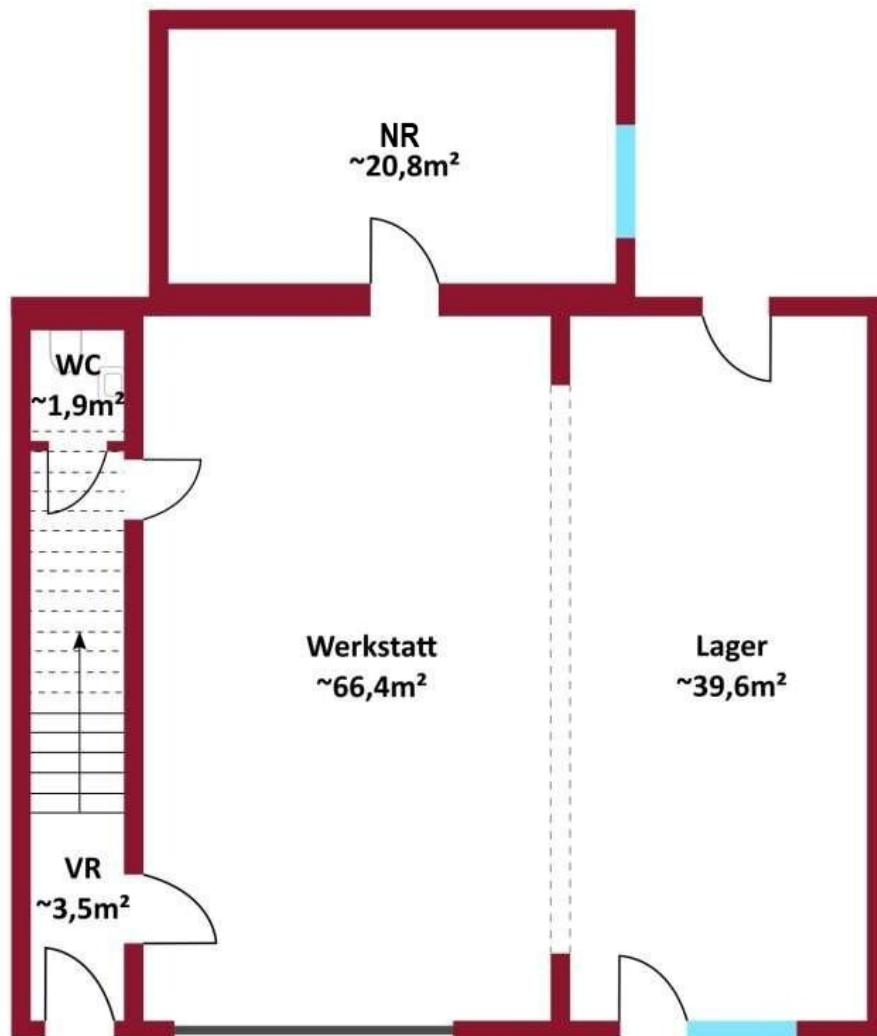 NR
~20,8m²
WC
~1,9m²
Werkstatt
~66,4m²
Lager
~39,6m²
VR
~3,5m²